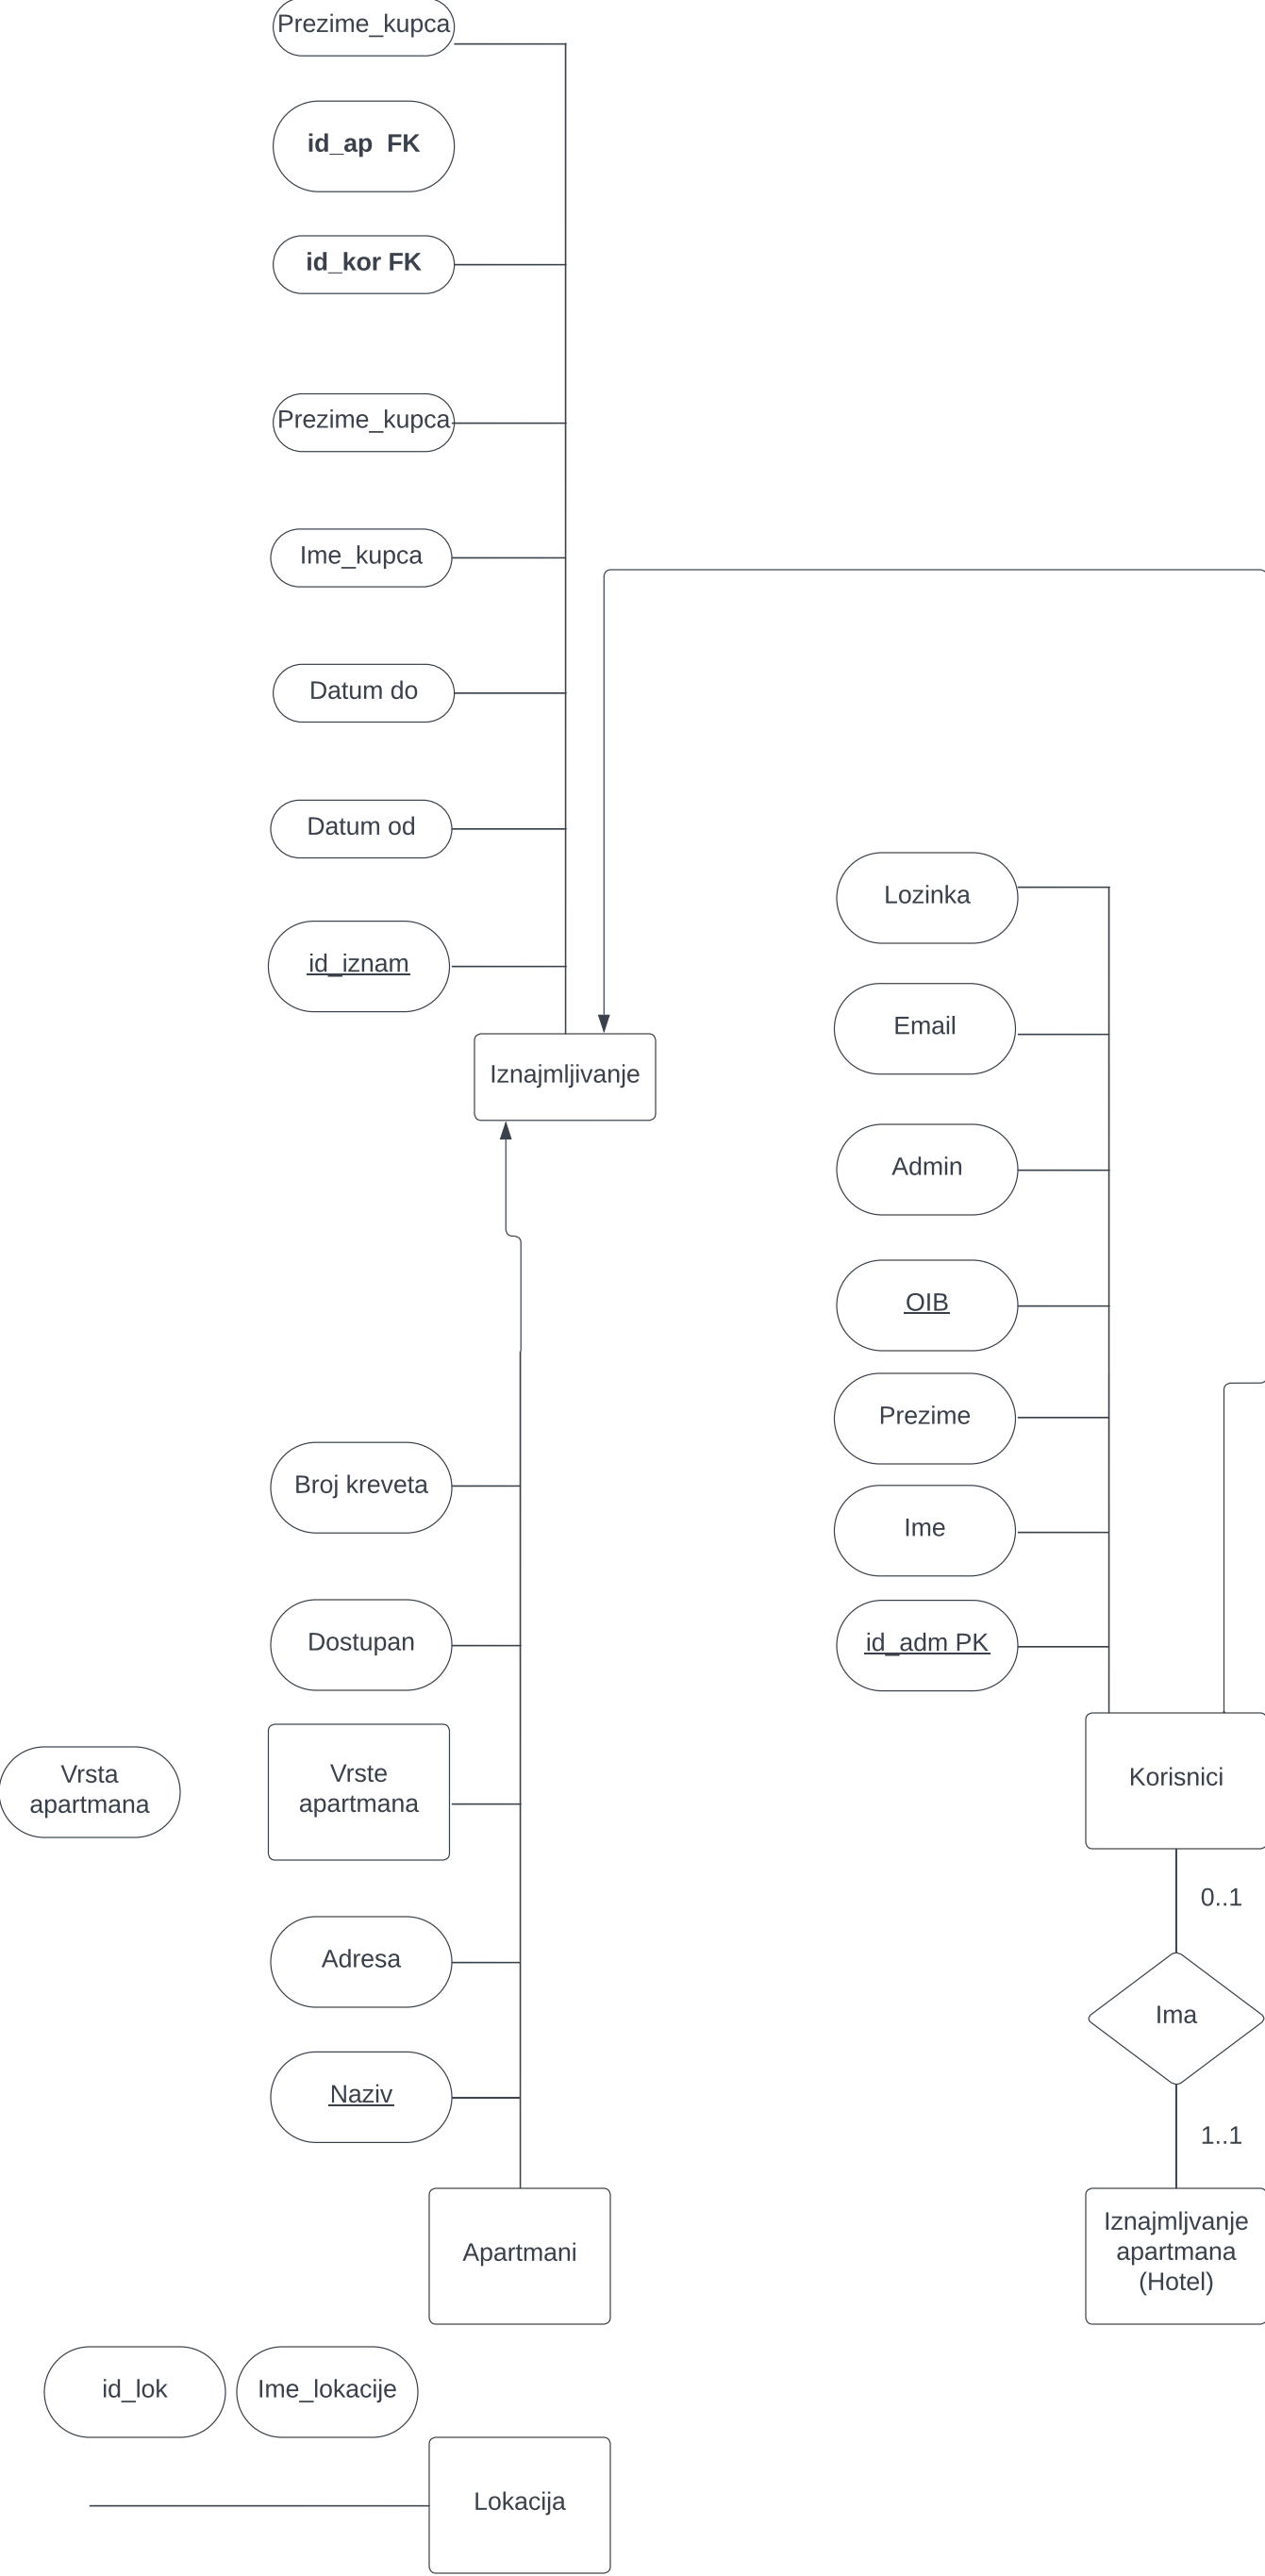 Prezime_kupca
id_ap  FK
id_kor FK
Prezime_kupca
Ime_kupca
Datum do
Datum od
id_iznam
Iznajmljivanje
Lozinka
Email
Admin
OIB
Prezime
Ime
id_adm PK
Korisnici
0..1
Ima
1..1
Iznajmljvanje
apartmana
(Hotel)
Broj kreveta
Dostupan
Vrsta
apartmana
Vrste
apartmana
Adresa
Naziv
Apartmani
id_lok
Ime_lokacije
Lokacija